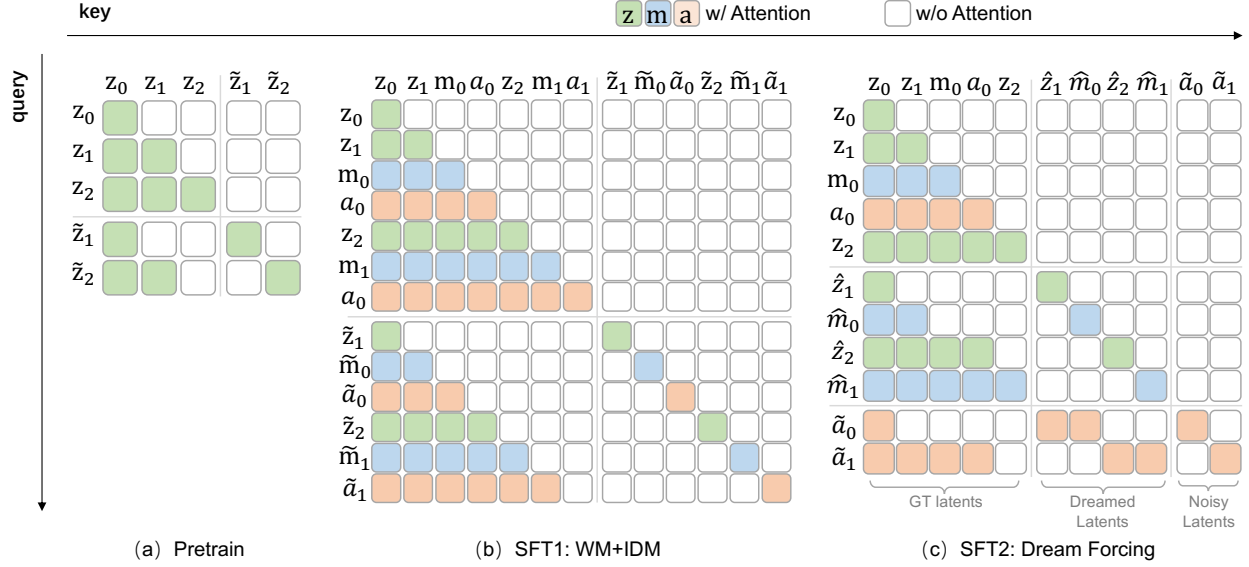 key
z m a w/ Attention w/o Attention
query
z₀ z₁ z₂ z̃₁ z̃₂
z₀
z₁
z₂
z̃₁
z̃₂
(a) Pretrain
z₀ z₁ m₀ a₀ z₂ m₁ a₁ z̃₁ m̃₀ ã₀ z̃₂ m̃₁ ã₁
z₀
z₁
m₀
a₀
z₂
m₁
a₀
z̃₁
m̃₀
ã₀
z̃₂
m̃₁
ã₁
(b) SFT1: WM+IDM
z₀ z₁ m₀ a₀ z₂ ẑ₁ m̂₀ ẑ₂ m̂₁ ã₀ ã₁
z₀
z₁
m₀
a₀
z₂
ẑ₁
m̂₀
ẑ₂
m̂₁
ã₀
ã₁
GT latents
Dreamed
Latents
Noisy
Latents
(c) SFT2: Dream Forcing